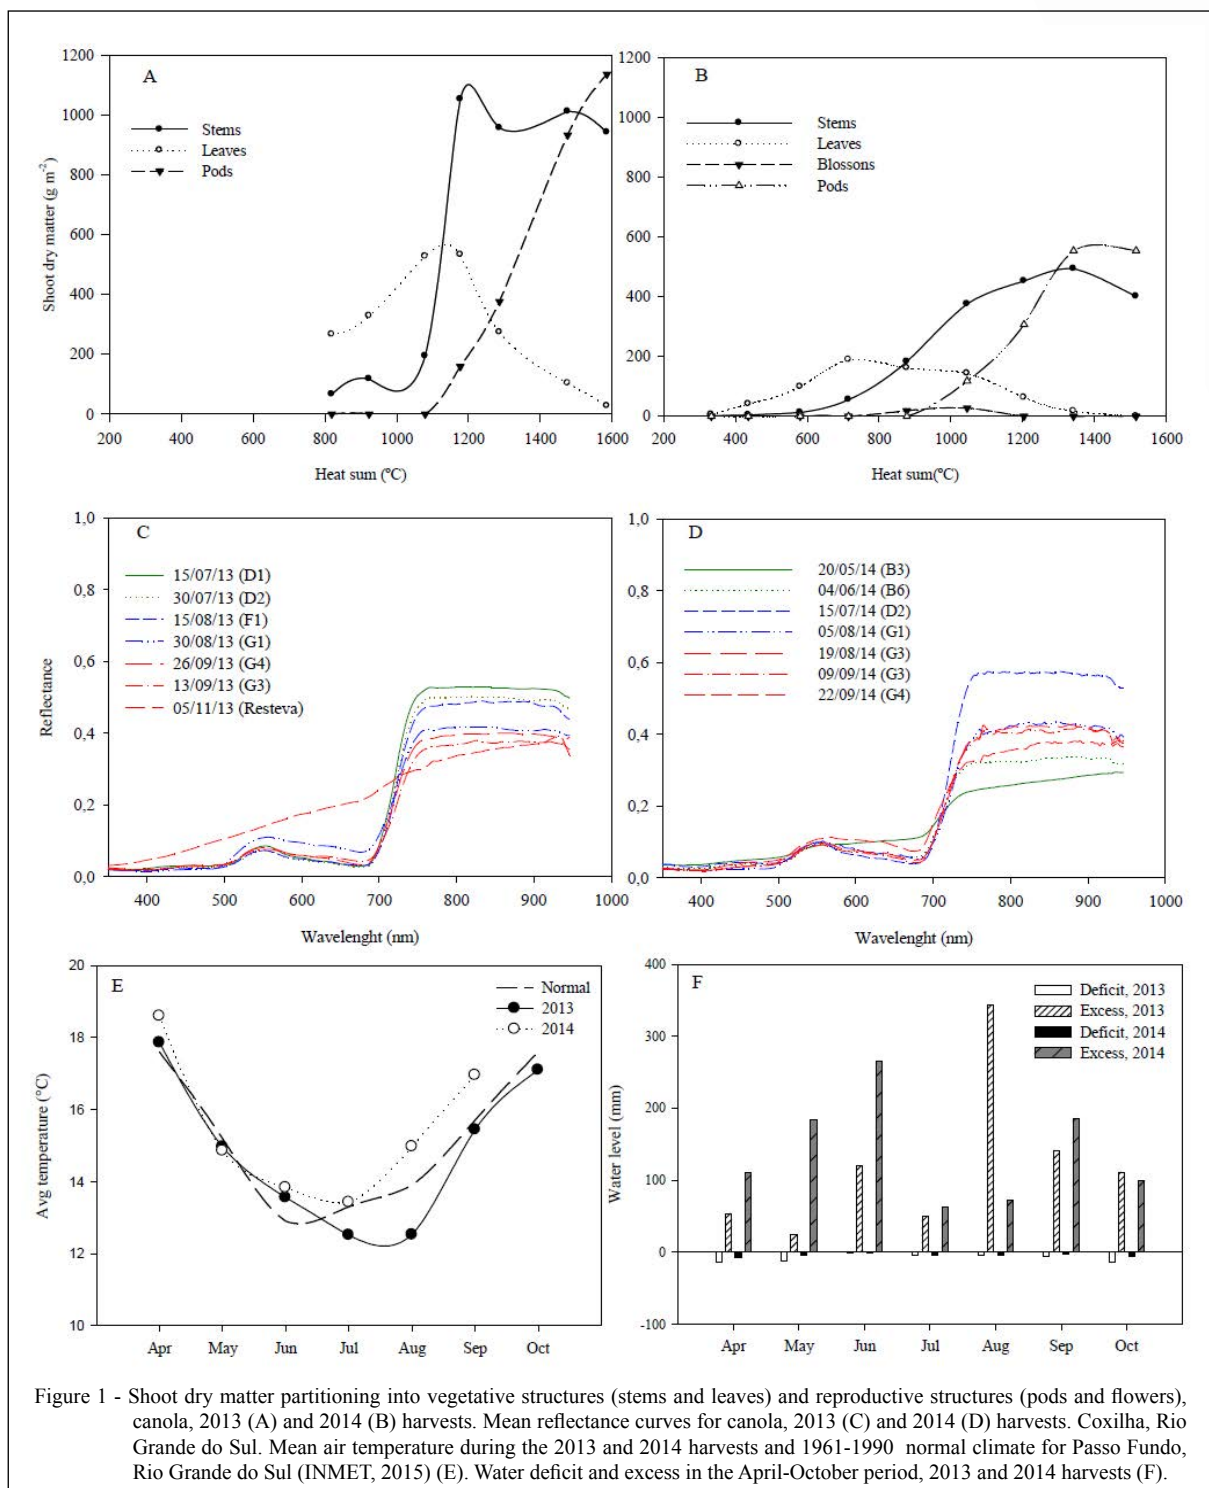 A
Shoot dry matter (g m⁻²)
1200
1000
800
600
400
200
0
Stems
Leaves
Pods
200 400 600 800 1000 1200 1400 1600
Heat sum (ºC)
B
1200
1000
800
600
400
200
0
Stems
Leaves
Blossons
Pods
200 400 600 800 1000 1200 1400 1600
Heat sum(ºC)
C
Reflectance
1,0
0,8
0,6
0,4
0,2
0,0
15/07/13 (D1)
30/07/13 (D2)
15/08/13 (F1)
30/08/13 (G1)
26/09/13 (G4)
13/09/13 (G3)
05/11/13 (Resteva)
400 500 600 700 800 900 1000
Wavelenght (nm)
D
1,0
0,8
0,6
0,4
0,2
0,0
20/05/14 (B3)
04/06/14 (B6)
15/07/14 (D2)
05/08/14 (G1)
19/08/14 (G3)
09/09/14 (G3)
22/09/14 (G4)
400 500 600 700 800 900 1000
Wavelenght (nm)
E
Avg temperature (°C)
20
18
16
14
12
10
Normal
2013
2014
Apr May Jun Jul Aug Sep Oct
F
Water level (mm)
400
300
200
100
0
-100
Deficit, 2013
Excess, 2013
Deficit, 2014
Excess, 2014
Apr May Jun Jul Aug Sep Oct
Figure 1 - Shoot dry matter partitioning into vegetative structures (stems and leaves) and reproductive structures (pods and flowers),
canola, 2013 (A) and 2014 (B) harvests. Mean reflectance curves for canola, 2013 (C) and 2014 (D) harvests. Coxilha, Rio
Grande do Sul. Mean air temperature during the 2013 and 2014 harvests and 1961-1990 normal climate for Passo Fundo,
Rio Grande do Sul (INMET, 2015) (E). Water deficit and excess in the April-October period, 2013 and 2014 harvests (F).